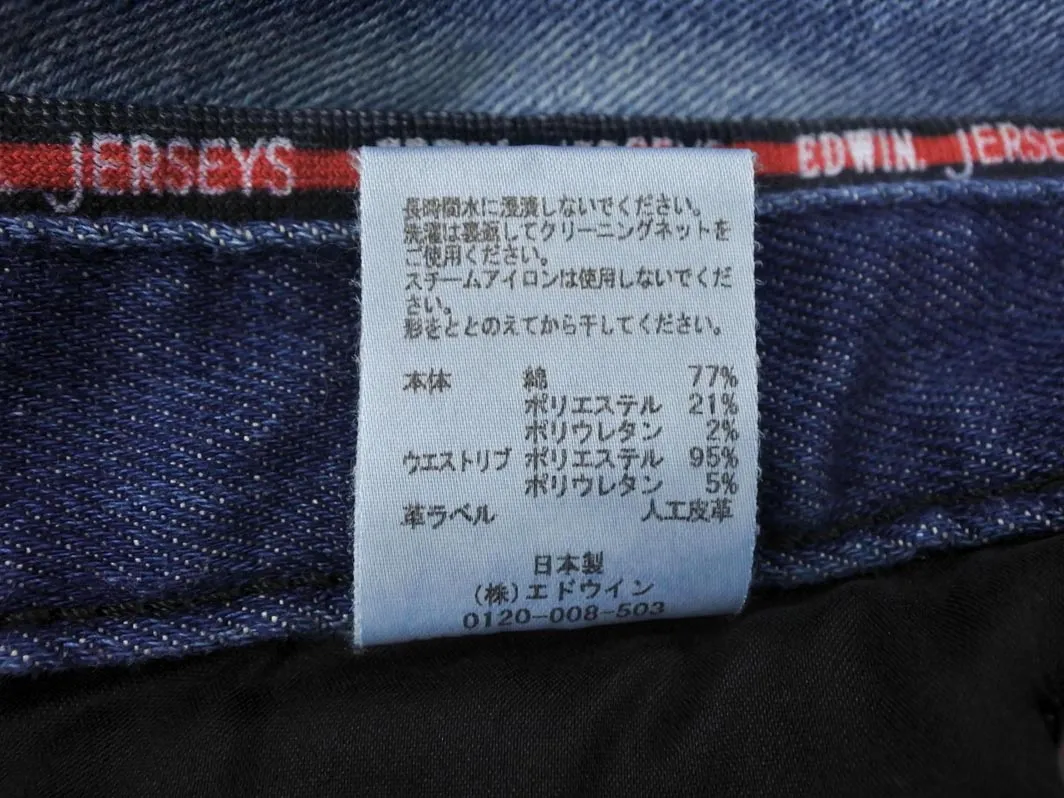 JERSEYS
EDWIN. JERSE
長時間水に浸漬しないでください。
洗濯は裏返してクリーニングネットを
ご使用ください。
スチームアイロンは使用しないでくだ
さい。
形をととのえてから干してください。
本体 綿 77%
ポリエステル 21%
ポリウレタン 2%
ウエストリブ ポリエステル 95%
ポリウレタン 5%
革ラベル 人工皮革
日本製
(株)エドウイン
0120-008-503